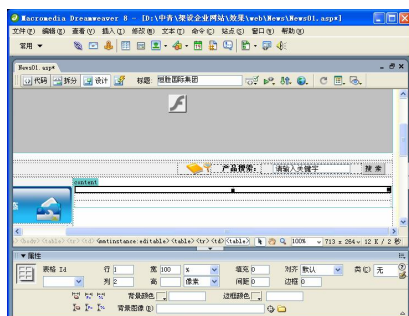 Macromedia Dreamweaver 8 - [D:\中青\架设企业网站\效果\web\News\News01.asp*]
文件(F) 编辑(E) 查看(V) 插入(I) 修改(M) 文本(T) 命令(C) 站点(S) 窗口(W) 帮助(H)
常用
News01.asp*
代码 拆分 设计 标题: 恒胜国际集团
产品搜索: 请输入关键字 搜 索
content
<body><table><tr><td><mmtinstance:editable><table><tr><td><table> 100% 713 x 264 12 K / 2 秒
属性
表格 Id 行 1 宽 100 % 填充 0 对齐 默认 类(C) 无
列 2 高 像素 间距 0 边框 0
背景颜色 边框颜色
背景图像(B)